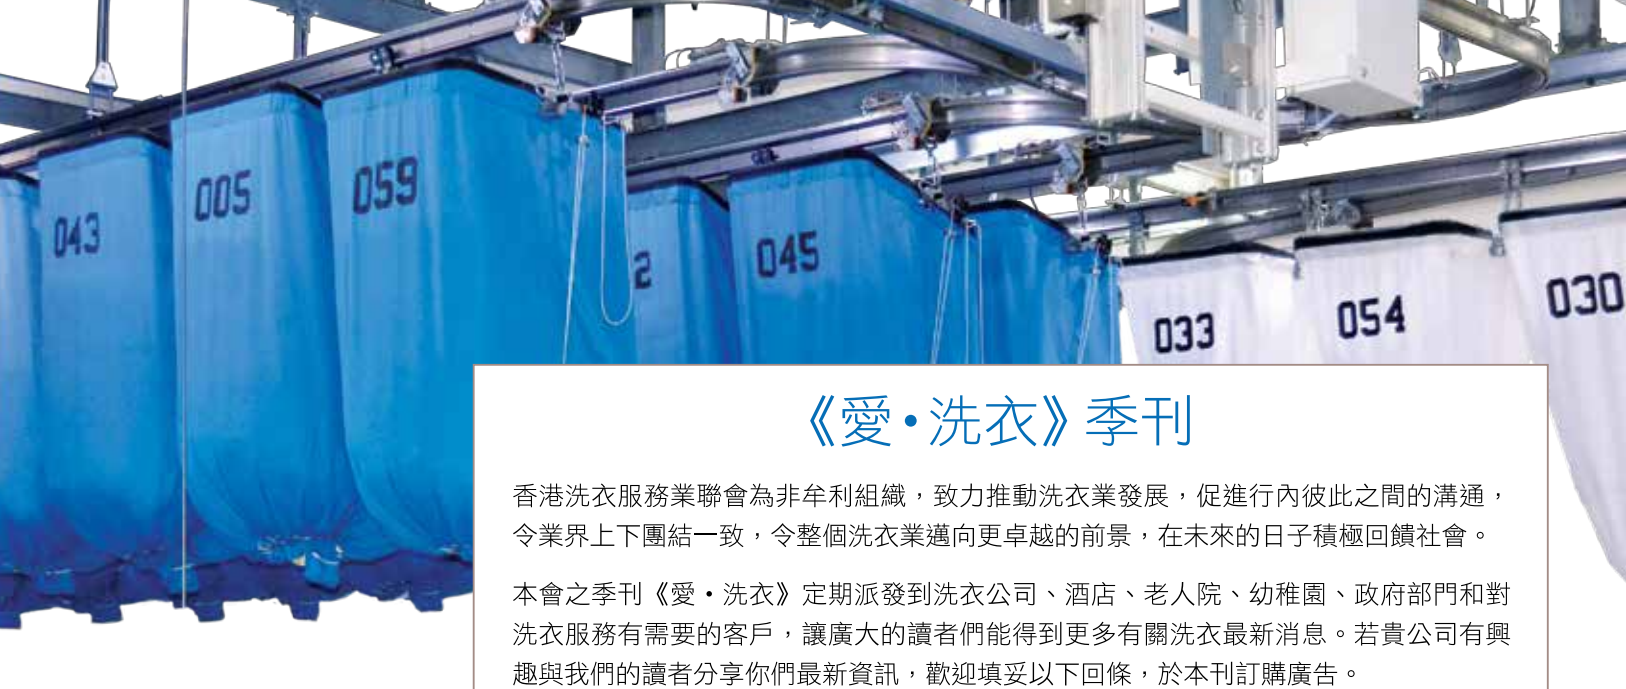 043
005
059
2
045
033
054
030
《愛•洗衣》季刊
香港洗衣服務業聯會為非牟利組織，致力推動洗衣業發展，促進行內彼此之間的溝通，
令業界上下團結一致，令整個洗衣業邁向更卓越的前景，在未來的日子積極回饋社會。
本會之季刊《愛•洗衣》定期派發到洗衣公司、酒店、老人院、幼稚園、政府部門和對
洗衣服務有需要的客戶，讓廣大的讀者們能得到更多有關洗衣最新消息。若貴公司有興
趣與我們的讀者分享你們最新資訊，歡迎填妥以下回條，於本刊訂購廣告。